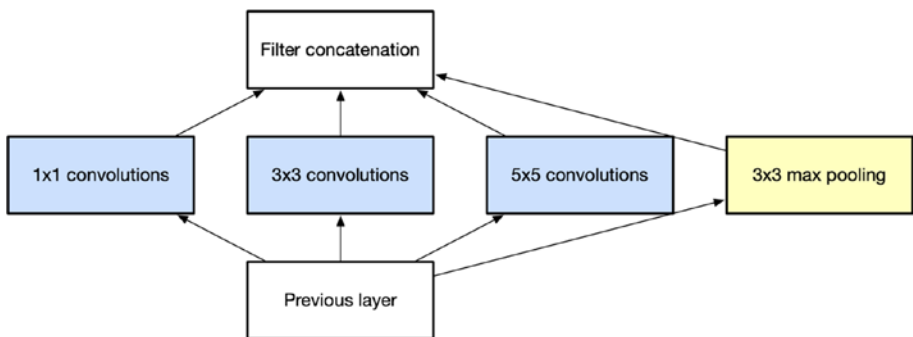 Filter concatenation
1x1 convolutions
3x3 convolutions
5x5 convolutions
3x3 max pooling
Previous layer